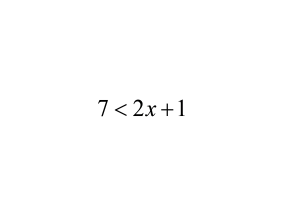 7 < 2x + 1